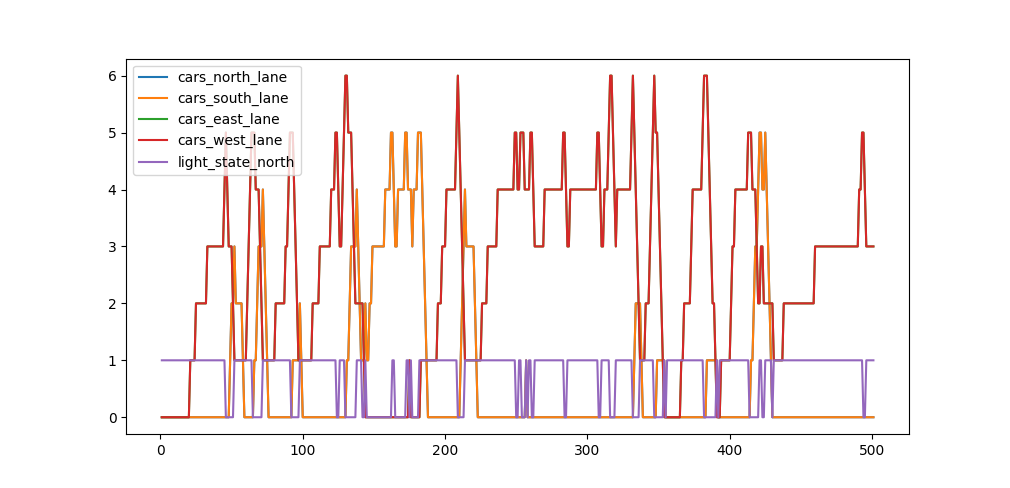 6
5
4
3
2
1
0
0
100
200
300
400
500
cars_north_lane
cars_south_lane
cars_east_lane
cars_west_lane
light_state_north